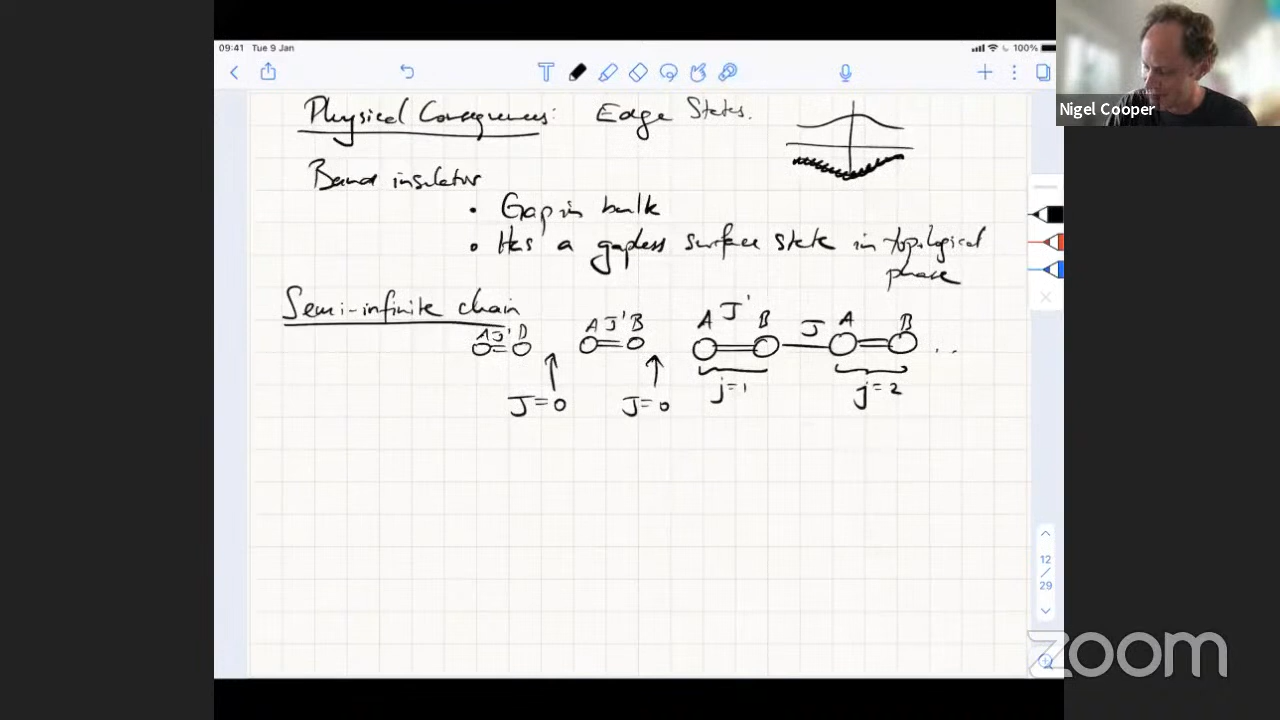 09:41 Tue 9 Jan
100%
Nigel Cooper
Physical Consequences: Edge States.
Band insulator
• Gap in bulk
• Has a gapless surface state in topological
phase
Semi-infinite chain
A J' B A J' B A J' B J A B ..
J=0 J=0 j=1 j=2
12
/
29
zoom